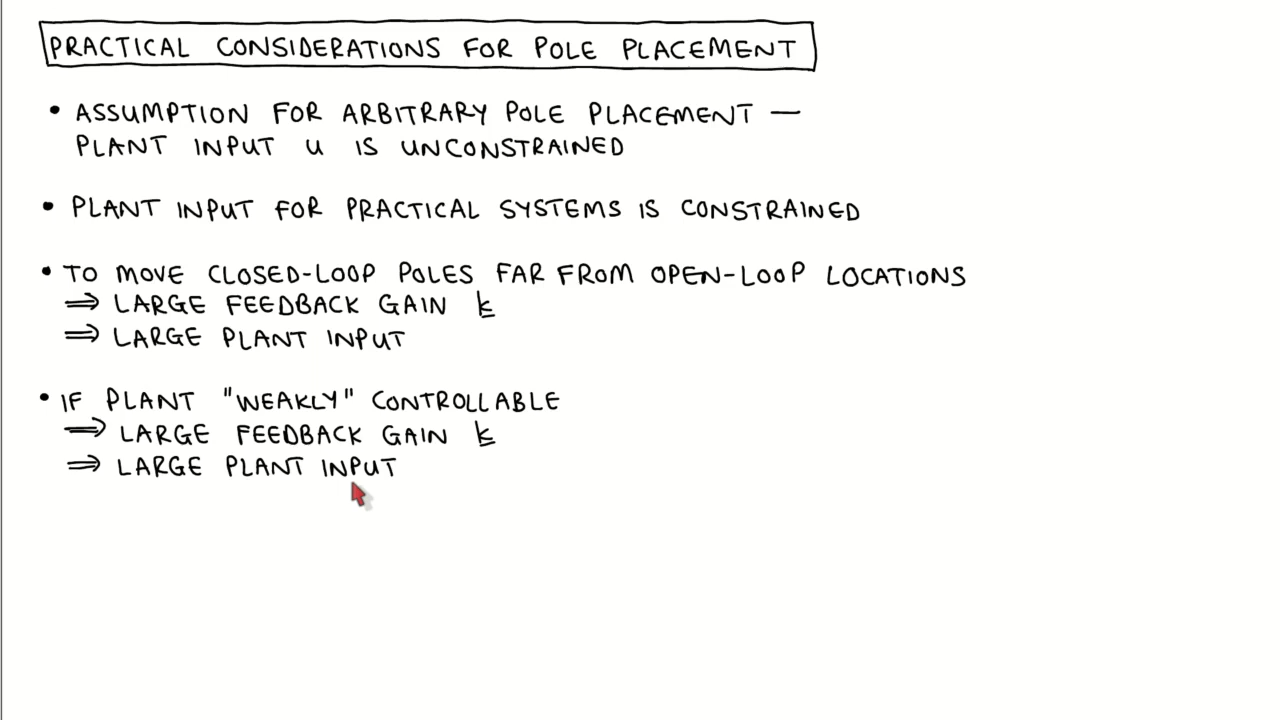 PRACTICAL CONSIDERATIONS FOR POLE PLACEMENT
• ASSUMPTION FOR ARBITRARY POLE PLACEMENT —
PLANT INPUT u IS UNCONSTRAINED
• PLANT INPUT FOR PRACTICAL SYSTEMS IS CONSTRAINED
• TO MOVE CLOSED-LOOP POLES FAR FROM OPEN-LOOP LOCATIONS
⇒ LARGE FEEDBACK GAIN k
⇒ LARGE PLANT INPUT
• IF PLANT "WEAKLY" CONTROLLABLE
⇒ LARGE FEEDBACK GAIN k
⇒ LARGE PLANT INPUT